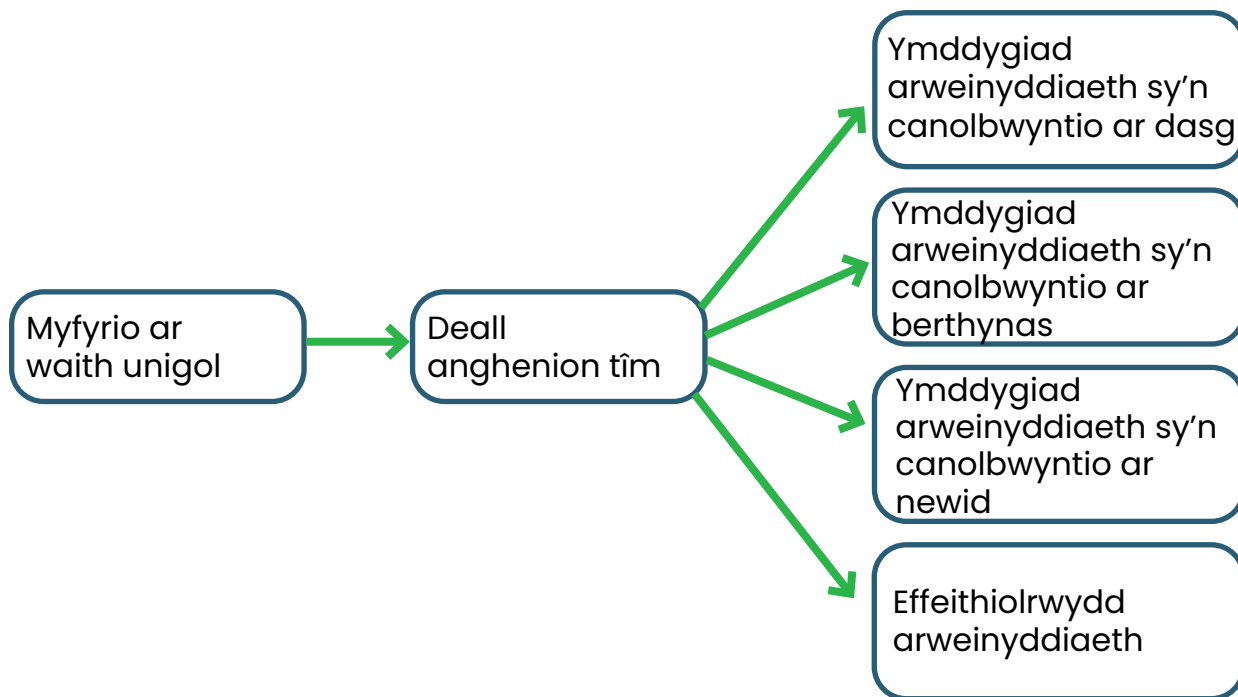 Myfyrio ar
waith unigol
Deall
anghenion tîm
Ymddygiad
arweinyddiaeth sy’n
canolbwyntio ar dasg
Ymddygiad
arweinyddiaeth sy’n
canolbwyntio ar
berthynas
Ymddygiad
arweinyddiaeth sy’n
canolbwyntio ar
newid
Effeithiolrwydd
arweinyddiaeth